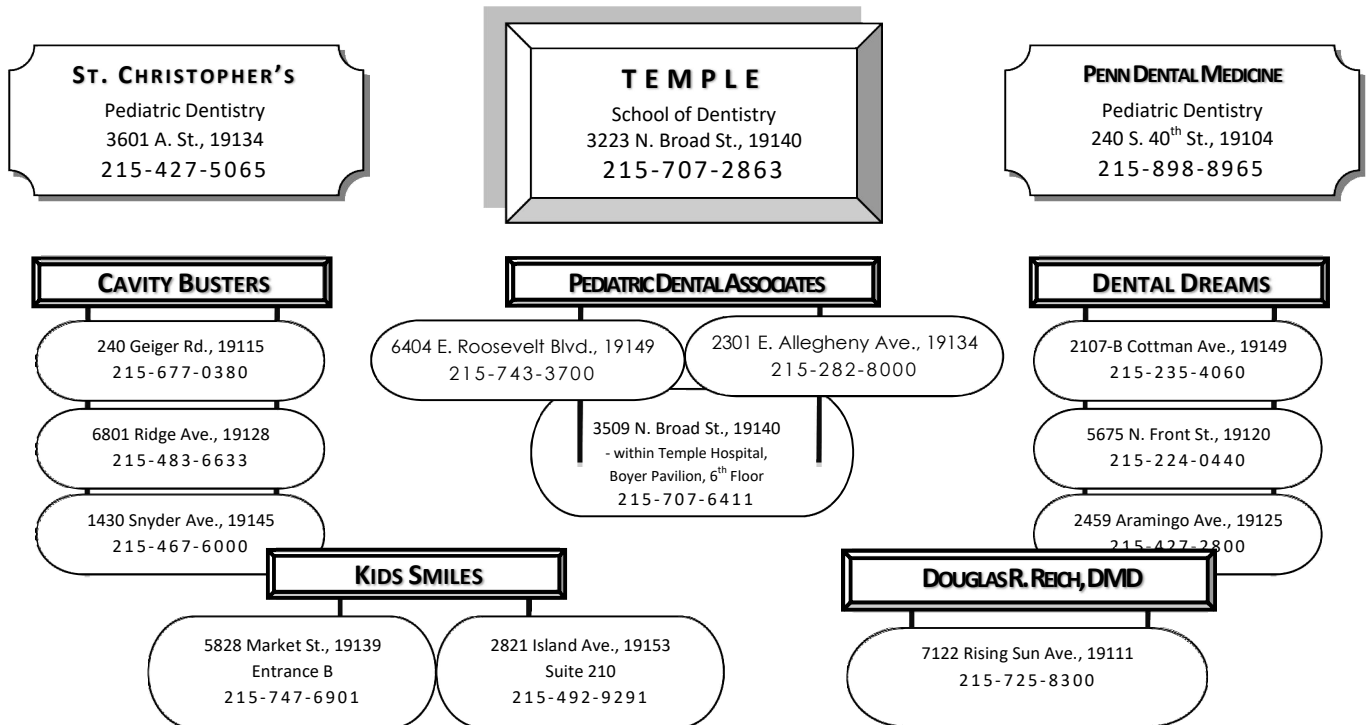 ST. CHRISTOPHER'S
Pediatric Dentistry
3601 A. St., 19134
215-427-5065
TEMPLE
School of Dentistry
3223 N. Broad St., 19140
215-707-2863
PENN DENTAL MEDICINE
Pediatric Dentistry
240 S. 40th St., 19104
215-898-8965
CAVITY BUSTERS
240 Geiger Rd., 19115
215-677-0380
6801 Ridge Ave., 19128
215-483-6633
1430 Snyder Ave., 19145
215-467-6000
PEDIATRIC DENTAL ASSOCIATES
6404 E. Roosevelt Blvd., 19149
215-743-3700
2301 E. Allegheny Ave., 19134
215-282-8000
3509 N. Broad St., 19140
- within Temple Hospital,
Boyer Pavilion, 6th Floor
215-707-6411
DENTAL DREAMS
2107-B Cottman Ave., 19149
215-235-4060
5675 N. Front St., 19120
215-224-0440
2459 Aramingo Ave., 19125
215-427-2800
KIDS SMILES
5828 Market St., 19139
Entrance B
215-747-6901
2821 Island Ave., 19153
Suite 210
215-492-9291
DOUGLAS R. REICH, DMD
7122 Rising Sun Ave., 19111
215-725-8300